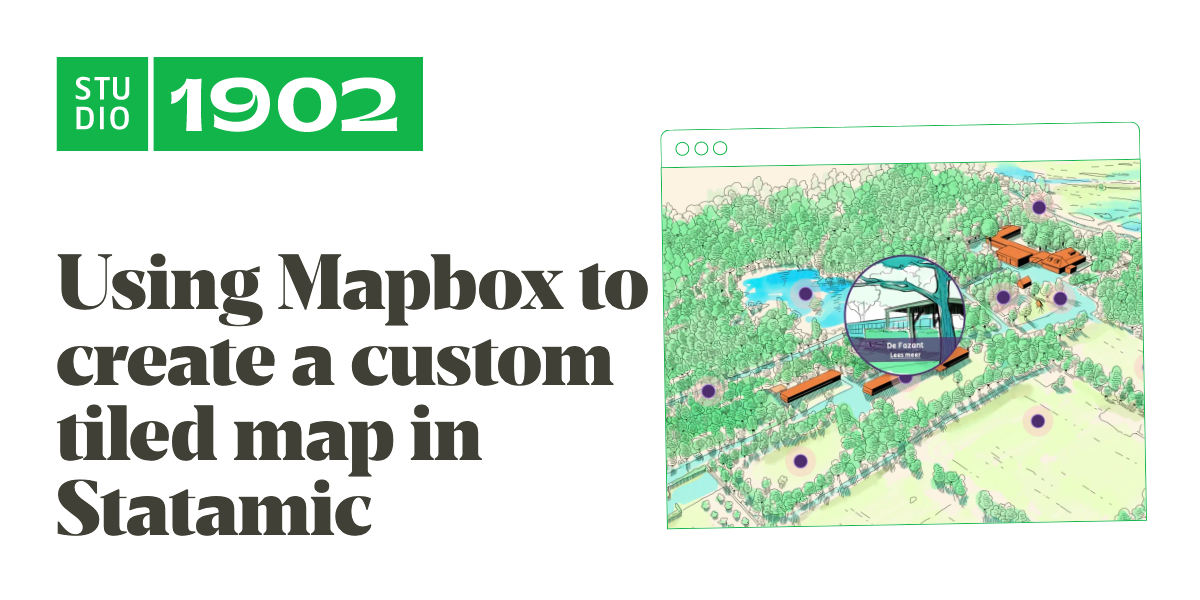 STU
DIO
1902
Using Mapbox to
create a custom
tiled map in
Statamic
De Fazant
Lees meer